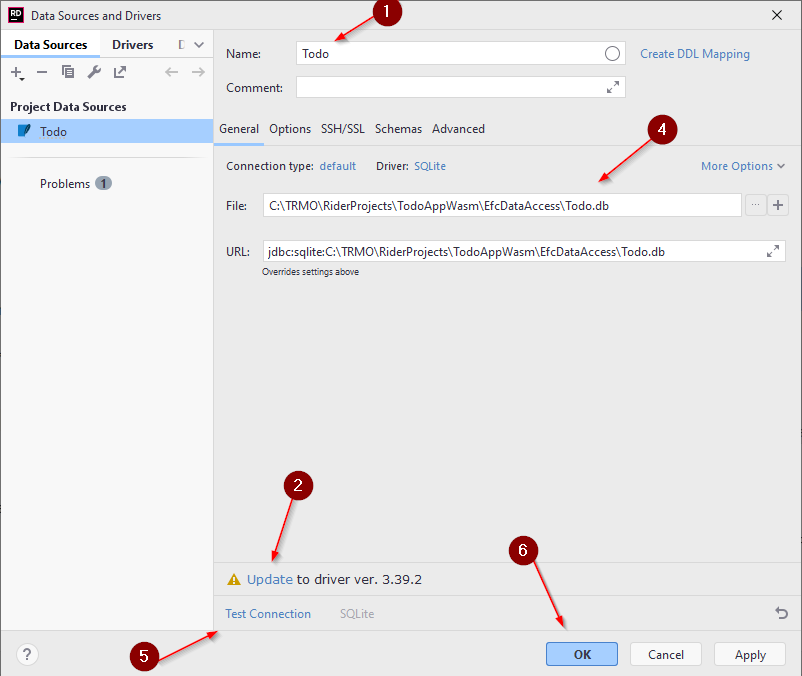 RD Data Sources and Drivers
1
Data Sources Drivers
Name: Todo Create DDL Mapping
Comment:
Project Data Sources
Todo
General Options SSH/SSL Schemas Advanced
4
Connection type: default Driver: SQLite More Options
Problems 1
File: C:\TRMO\RiderProjects\TodoAppWasm\EfcDataAccess\Todo.db ...
URL: jdbc:sqlite:C:\TRMO\RiderProjects\TodoAppWasm\EfcDataAccess\Todo.db
Overrides settings above
2
6
Update to driver ver. 3.39.2
Test Connection SQLite
5
? OK Cancel Apply